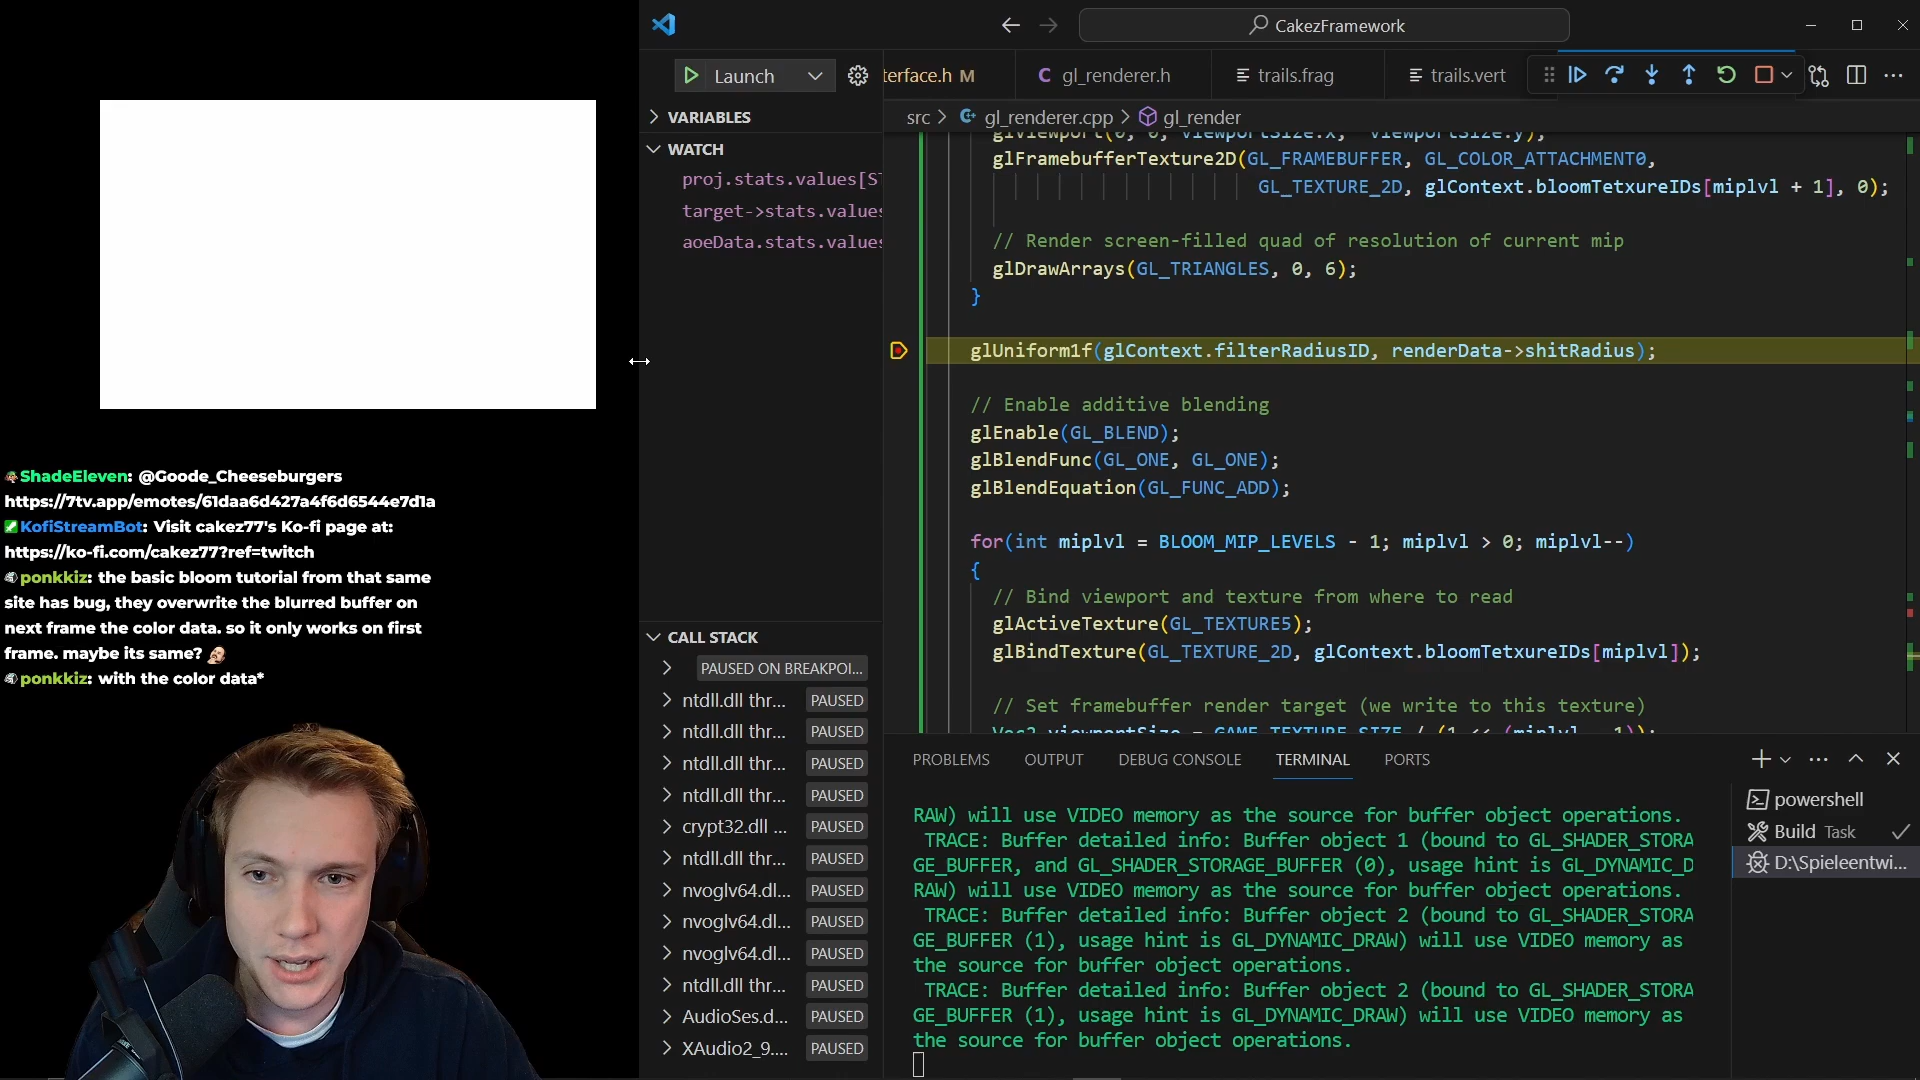 CakezFramework
Launch
terface.h M
gl_renderer.h
trails.frag
trails.vert
VARIABLES
src > gl_renderer.cpp > gl_render
WATCH
proj.stats.values[ST
target->stats.values
aoeData.stats.values
glViewport(0, 0, viewportSize.x, viewportSize.y);
glFramebufferTexture2D(GL_FRAMEBUFFER, GL_COLOR_ATTACHMENT0,
GL_TEXTURE_2D, glContext.bloomTetxureIDs[miplvl + 1], 0);
// Render screen-filled quad of resolution of current mip
glDrawArrays(GL_TRIANGLES, 0, 6);
}
glUniform1f(glContext.filterRadiusID, renderData->shitRadius);
// Enable additive blending
glEnable(GL_BLEND);
glBlendFunc(GL_ONE, GL_ONE);
glBlendEquation(GL_FUNC_ADD);
for(int miplvl = BLOOM_MIP_LEVELS - 1; miplvl > 0; miplvl--)
{
// Bind viewport and texture from where to read
glActiveTexture(GL_TEXTURE5);
glBindTexture(GL_TEXTURE_2D, glContext.bloomTetxureIDs[miplvl]);
// Set framebuffer render target (we write to this texture)
Vec2 viewportSize = GAME_TEXTURE_SIZE / (1 << (miplvl - 1));
ShadeEleven: @Goode_Cheeseburgers
https://7tv.app/emotes/61daa6d427a4f6d6544e7d1a
KofiStreamBot: Visit cakez77's Ko-fi page at:
https://ko-fi.com/cakez77?ref=twitch
ponkkiz: the basic bloom tutorial from that same
site has bug, they overwrite the blurred buffer on
next frame the color data. so it only works on first
frame. maybe its same?
ponkkiz: with the color data*
CALL STACK
PAUSED ON BREAKPOI...
ntdll.dll thr... PAUSED
ntdll.dll thr... PAUSED
ntdll.dll thr... PAUSED
ntdll.dll thr... PAUSED
crypt32.dll ... PAUSED
ntdll.dll thr... PAUSED
nvoglv64.dl... PAUSED
nvoglv64.dl... PAUSED
nvoglv64.dl... PAUSED
ntdll.dll thr... PAUSED
AudioSes.d... PAUSED
XAudio2_9.... PAUSED
PROBLEMS OUTPUT DEBUG CONSOLE TERMINAL PORTS
RAW) will use VIDEO memory as the source for buffer object operations.
TRACE: Buffer detailed info: Buffer object 1 (bound to GL_SHADER_STORA
GE_BUFFER, and GL_SHADER_STORAGE_BUFFER (0), usage hint is GL_DYNAMIC_D
RAW) will use VIDEO memory as the source for buffer object operations.
TRACE: Buffer detailed info: Buffer object 2 (bound to GL_SHADER_STORA
GE_BUFFER (1), usage hint is GL_DYNAMIC_DRAW) will use VIDEO memory as
the source for buffer object operations.
TRACE: Buffer detailed info: Buffer object 2 (bound to GL_SHADER_STORA
GE_BUFFER (1), usage hint is GL_DYNAMIC_DRAW) will use VIDEO memory as
the source for buffer object operations.
powershell
Build Task
D:\Spieleentwi...